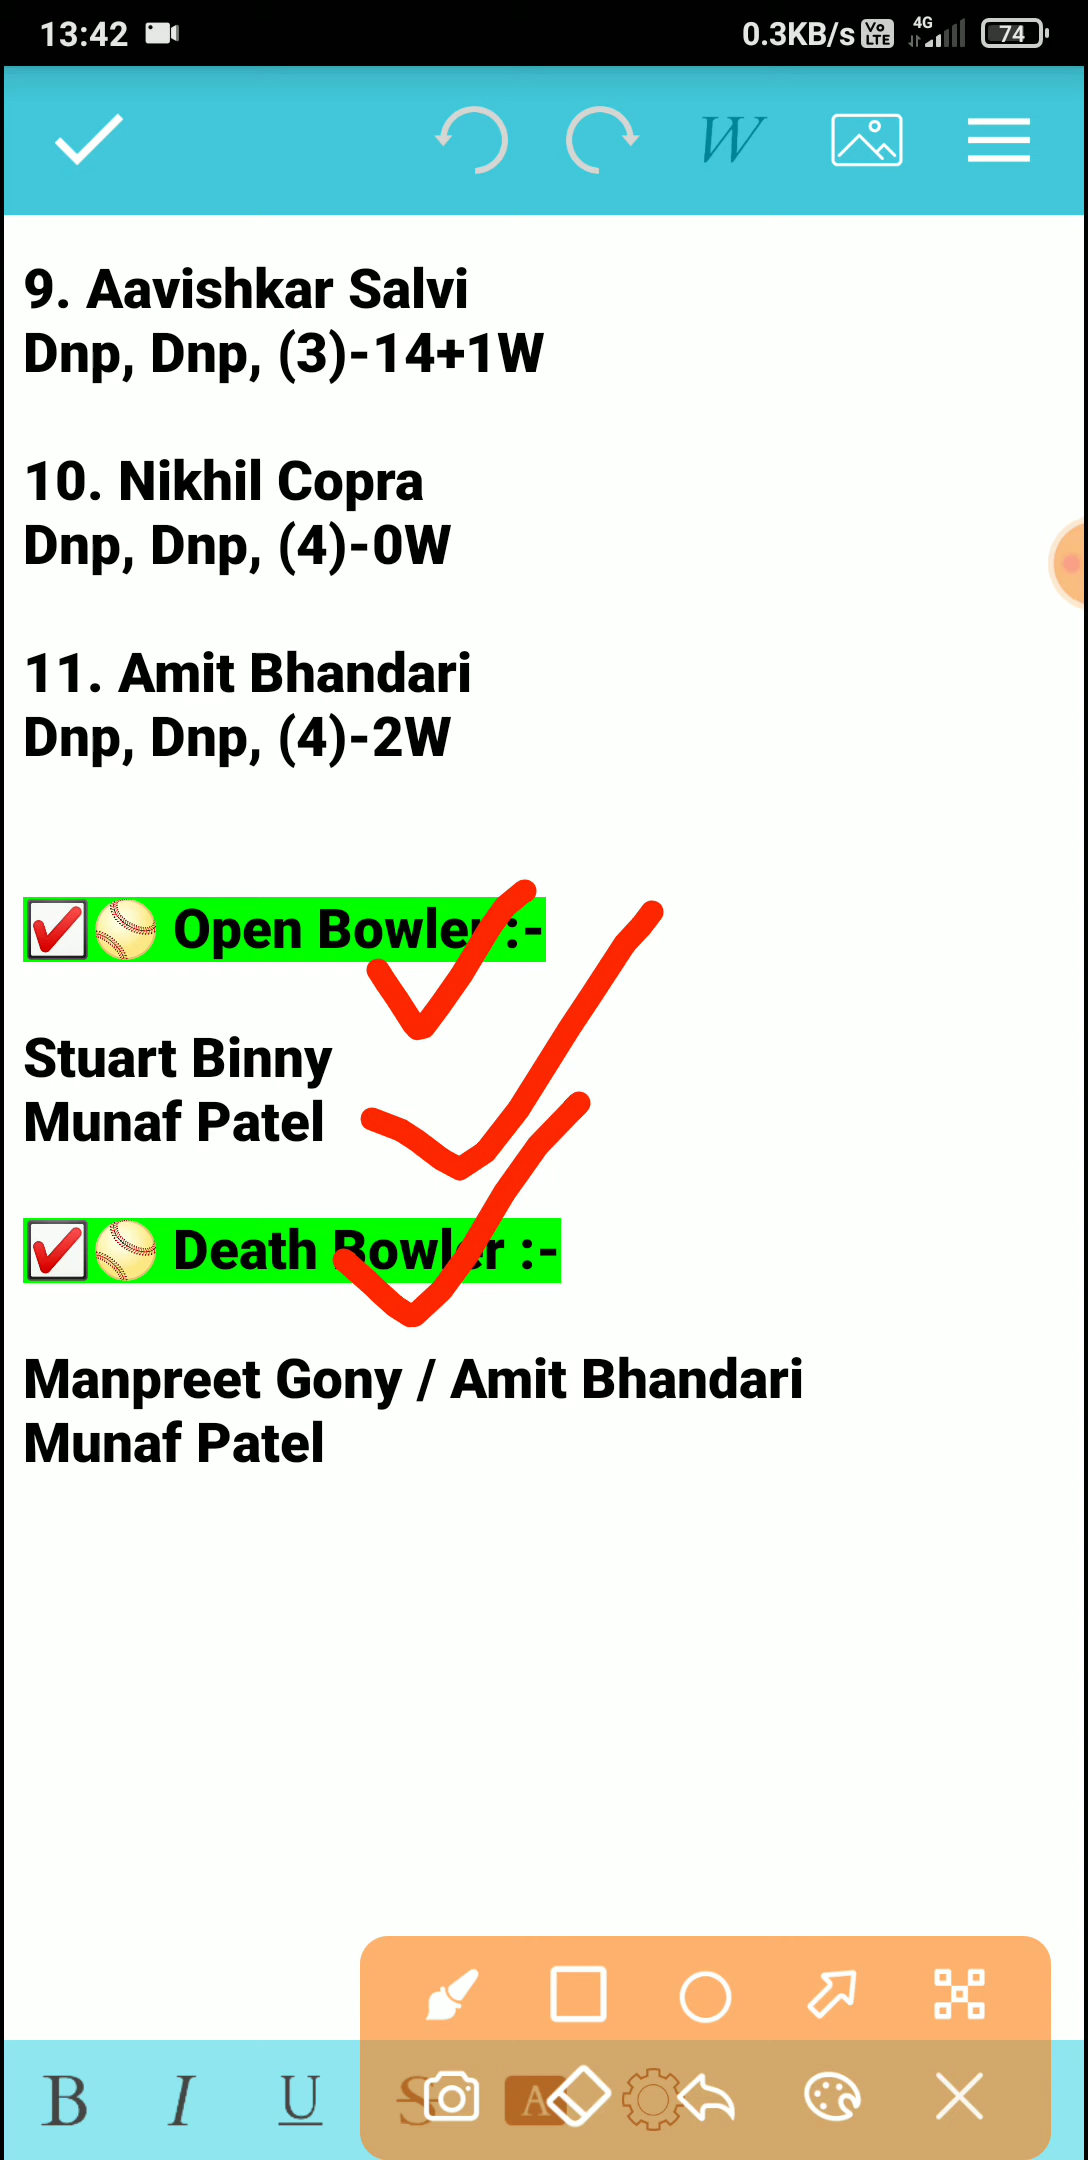 13:42
0.3KB/s
Vo
LTE
4G
74
W
9. Aavishkar Salvi
Dnp, Dnp, (3)-14+1W
10. Nikhil Copra
Dnp, Dnp, (4)-0W
11. Amit Bhandari
Dnp, Dnp, (4)-2W
Open Bowler :-
Stuart Binny
Munaf Patel
Death Bowler :-
Manpreet Gony / Amit Bhandari
Munaf Patel
B I U S A